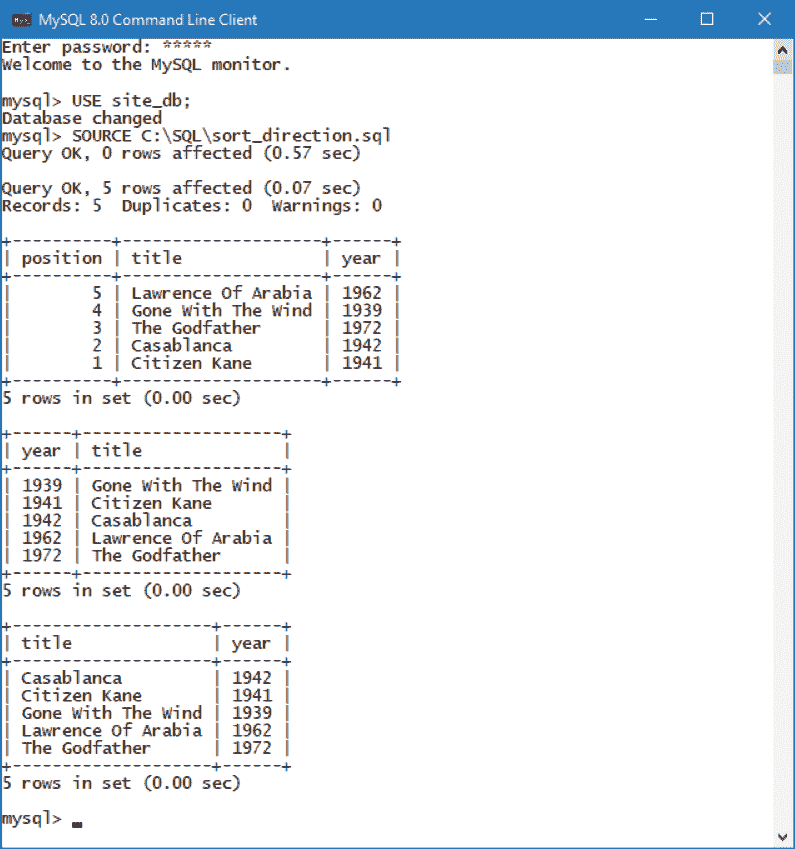 MySQL 8.0 Command Line Client
Enter password: *****
Welcome to the MySQL monitor.
mysql> USE site_db;
Database changed
mysql> SOURCE C:\SQL\sort_direction.sql
Query OK, 0 rows affected (0.57 sec)
Query OK, 5 rows affected (0.07 sec)
Records: 5  Duplicates: 0  Warnings: 0
+----------+--------------------+------+
| position | title              | year |
+----------+--------------------+------+
|        5 | Lawrence Of Arabia | 1962 |
|        4 | Gone With The Wind | 1939 |
|        3 | The Godfather      | 1972 |
|        2 | Casablanca         | 1942 |
|        1 | Citizen Kane       | 1941 |
+----------+--------------------+------+
5 rows in set (0.00 sec)
+------+--------------------+
| year | title              |
+------+--------------------+
| 1939 | Gone With The Wind |
| 1941 | Citizen Kane       |
| 1942 | Casablanca         |
| 1962 | Lawrence Of Arabia |
| 1972 | The Godfather      |
+------+--------------------+
5 rows in set (0.00 sec)
+--------------------+------+
| title              | year |
+--------------------+------+
| Casablanca         | 1942 |
| Citizen Kane       | 1941 |
| Gone With The Wind | 1939 |
| Lawrence Of Arabia | 1962 |
| The Godfather      | 1972 |
+--------------------+------+
5 rows in set (0.00 sec)
mysql> _